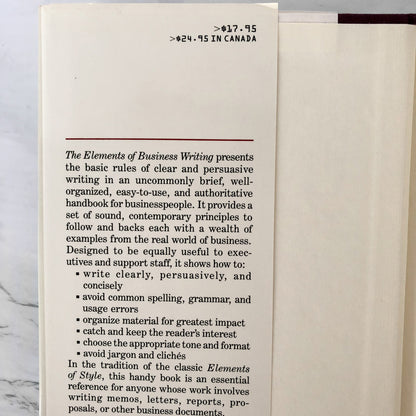 >$17.95
>$24.95 IN CANADA
The Elements of Business Writing presents
the basic rules of clear and persuasive
writing in an uncommonly brief, well-
organized, easy-to-use, and authoritative
handbook for businesspeople. It provides a
set of sound, contemporary principles to
follow and backs each with a wealth of
examples from the real world of business.
Designed to be equally useful to exec-
utives and support staff, it shows how to:
▪ write clearly, persuasively, and
concisely
▪ avoid common spelling, grammar, and
usage errors
▪ organize material for greatest impact
▪ catch and keep the reader's interest
▪ choose the appropriate tone and format
▪ avoid jargon and clichés
In the tradition of the classic Elements
of Style, this handy book is an essential
reference for anyone whose work involves
writing memos, letters, reports, pro-
posals, or other business documents.